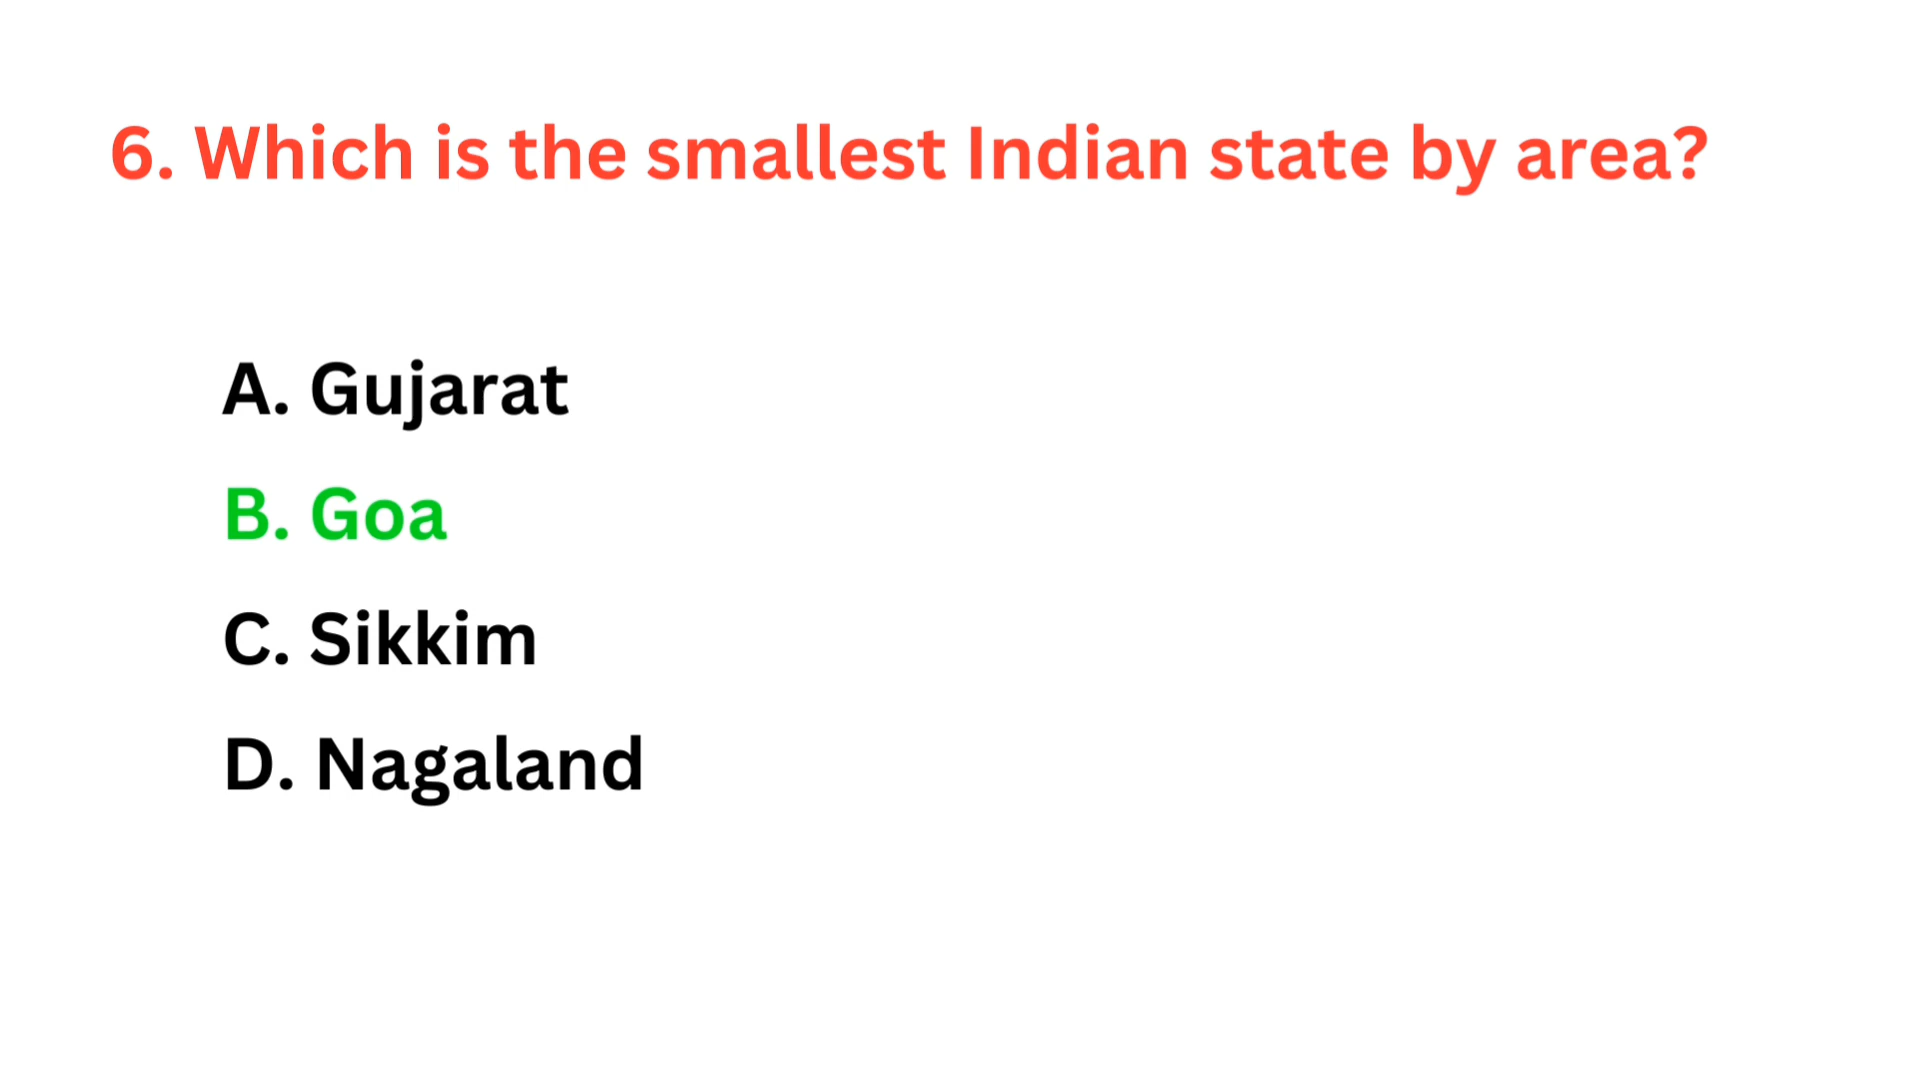 6. Which is the smallest Indian state by area?
A. Gujarat
B. Goa
C. Sikkim
D. Nagaland